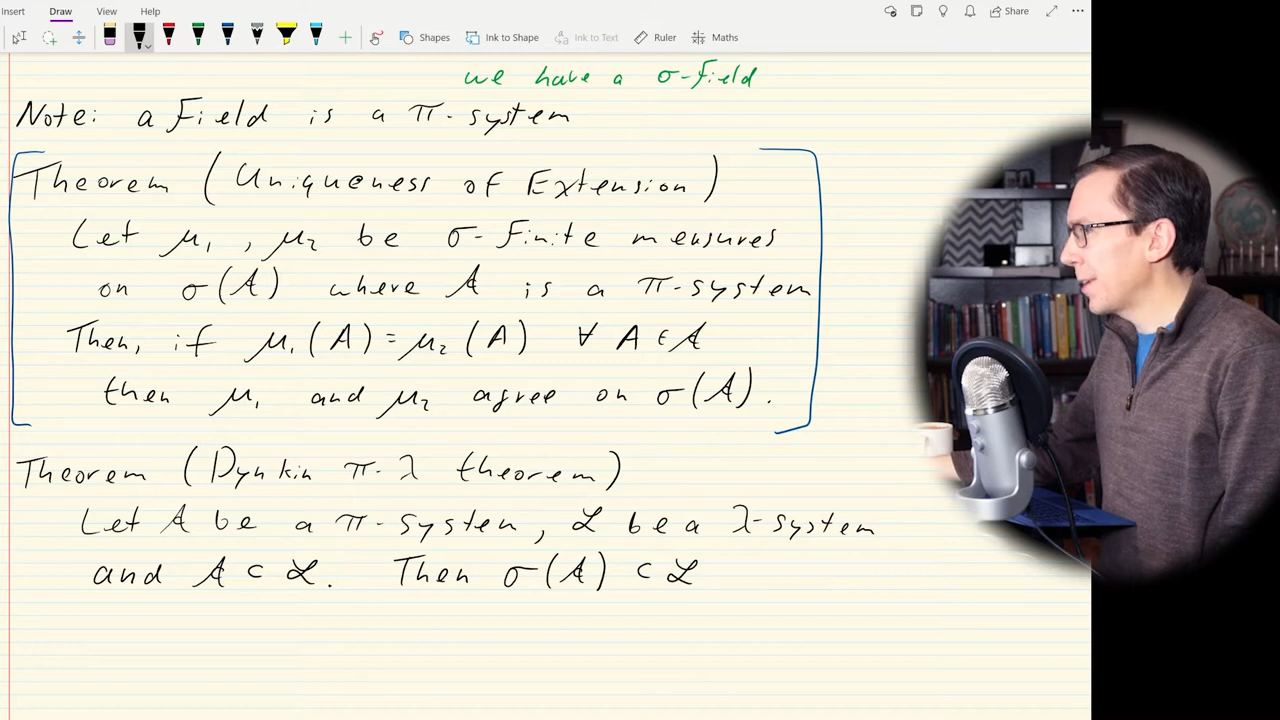 Insert Draw View Help Share
Shapes Ink to Shape Ink to Text Ruler Maths
we have a σ-field
Note: a Field is a π-system
Theorem (Uniqueness of Extension)
Let μ₁, μ₂ be σ-finite measures
on σ(𝒜) where 𝒜 is a π-system
Then, if μ₁(A) = μ₂(A) ∀ A ∈ 𝒜
then μ₁ and μ₂ agree on σ(𝒜).
Theorem (Dynkin π-λ theorem)
Let 𝒜 be a π-system, ℒ be a λ-system
and 𝒜 ⊂ ℒ. Then σ(𝒜) ⊂ ℒ